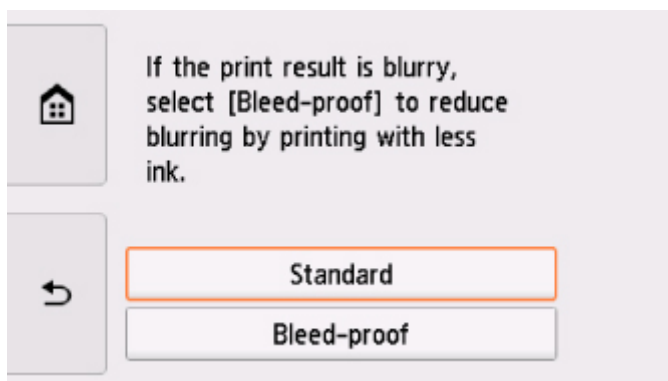 If the print result is blurry,
select [Bleed-proof] to reduce
blurring by printing with less
ink.
Standard
Bleed-proof